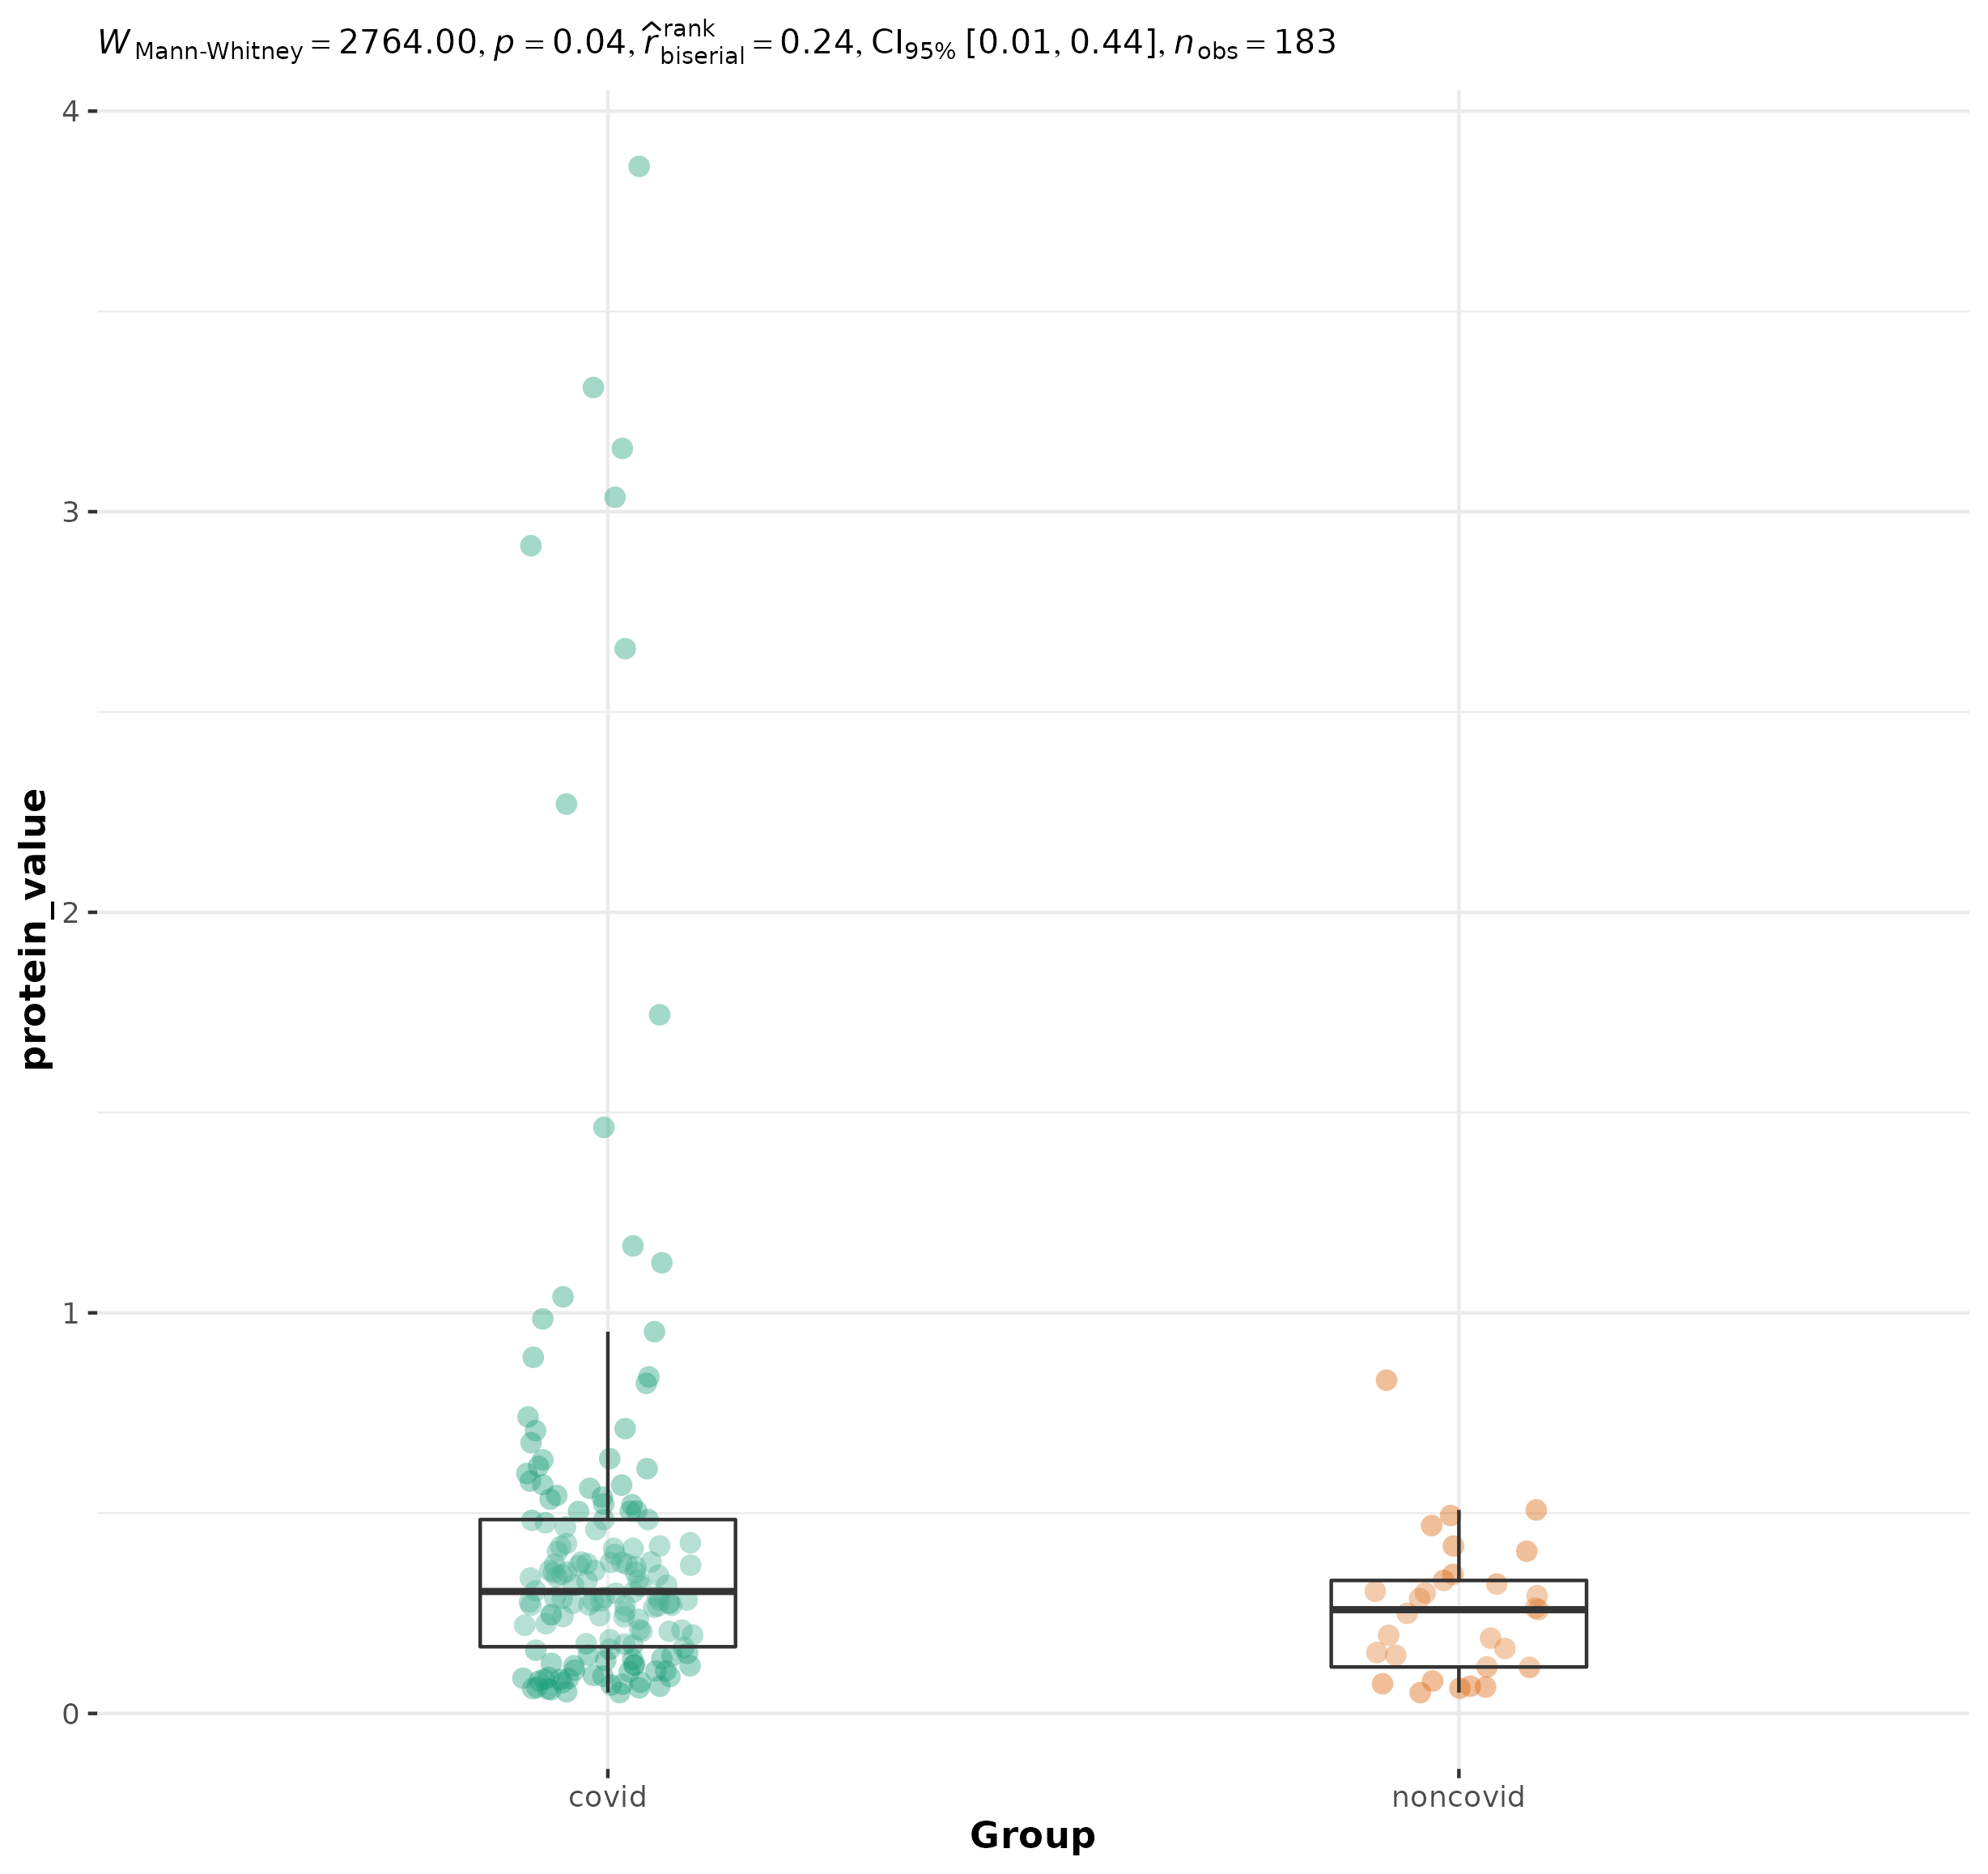 W Mann-Whitney = 2764.00, p = 0.04, r̂ rank biserial = 0.24, CI95% [0.01, 0.44], n obs = 183
4
3
2
1
0
protein_value
covid noncovid
Group